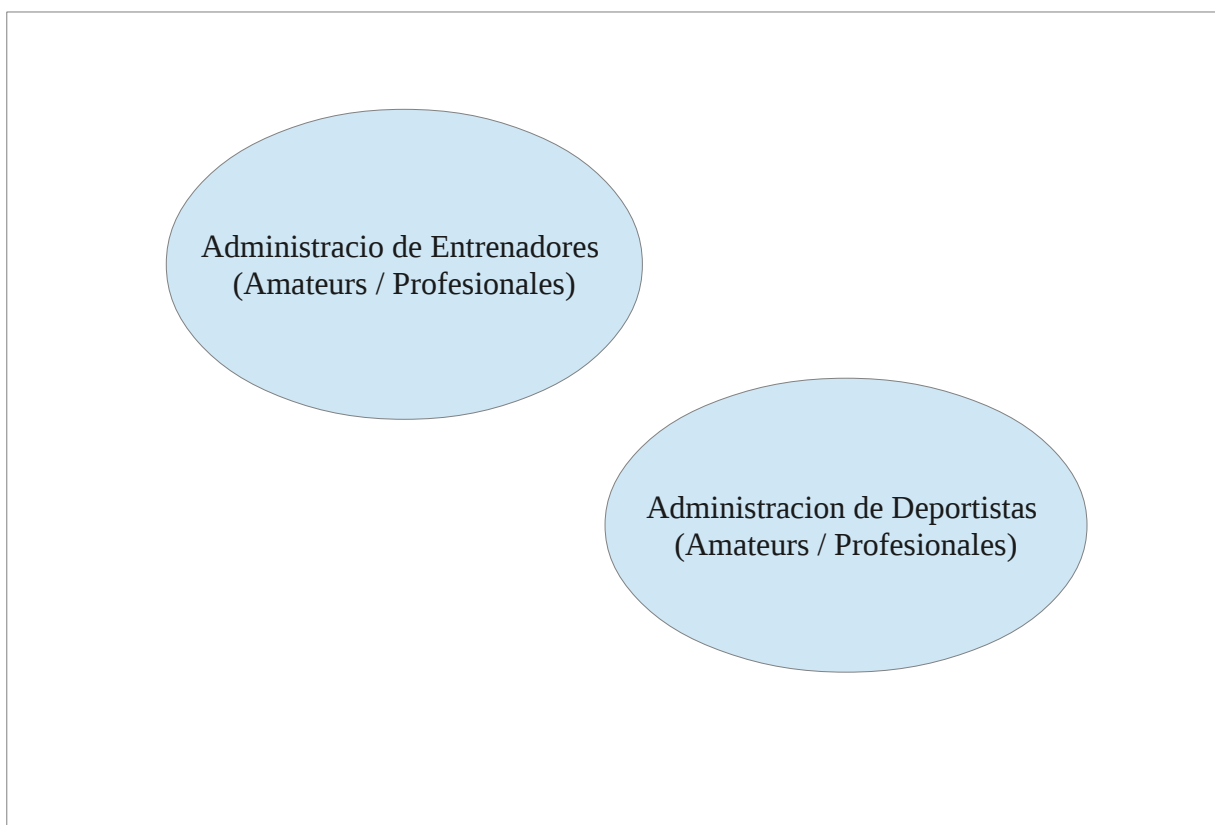 Administracio de Entrenadores
(Amateurs / Profesionales)
Administracion de Deportistas
(Amateurs / Profesionales)